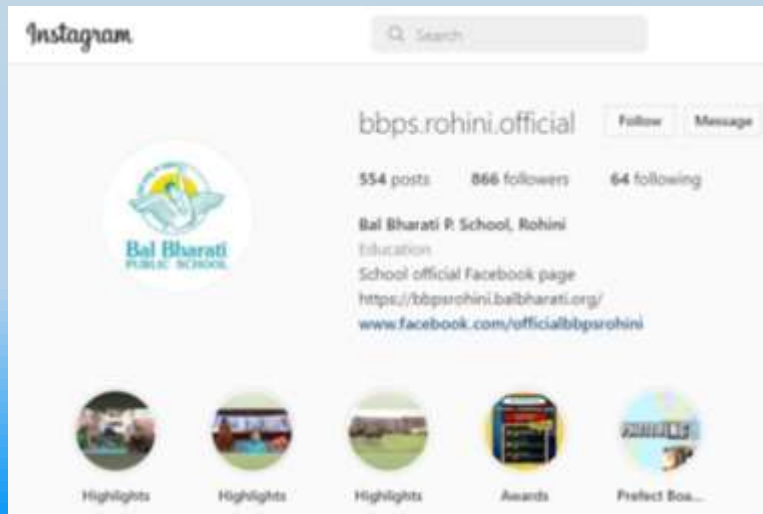 Instagram
Search
bbps.rohini.official Follow Message
554 posts 866 followers 64 following
Bal Bharati P. School, Rohini
Education
School official Facebook page
https://bbpsrohini.balbharati.org/
www.facebook.com/officialbbpsrohini
Bal Bharati
PUBLIC SCHOOL
Highlights Highlights Highlights Awards Prefect Boa...